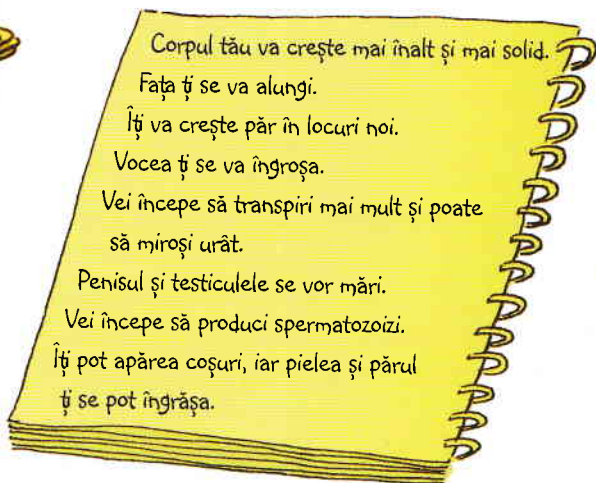 Corpul tău va crește mai înalt și mai solid.
Fața ți se va alungi.
Îți va crește păr în locuri noi.
Vocea ți se va îngroșa.
Vei începe să transpiri mai mult și poate
să miroși urât.
Penisul și testiculele se vor mări.
Vei începe să produci spermatozoizi.
Îți pot apărea coșuri, iar pielea și părul
ți se pot îngrășa.